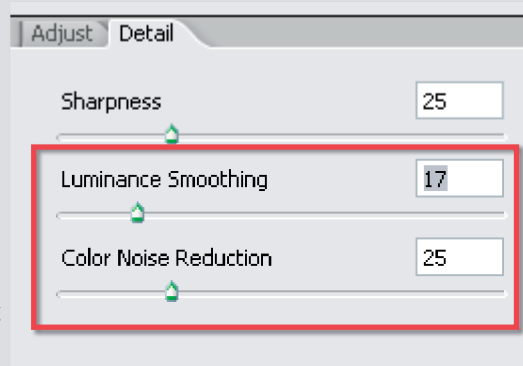 Adjust Detail
Sharpness 25
Luminance Smoothing 17
Color Noise Reduction 25